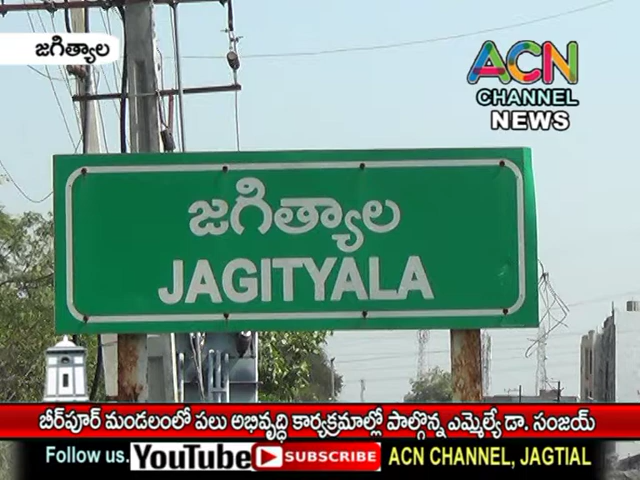 జగిత్యాల
ACN
CHANNEL
NEWS
జగిత్యాల
JAGITYALA
బీర్‌పూర్ మండలంలో పలు అభివృద్ధి కార్యక్రమాల్లో పాల్గొన్న ఎమ్మెల్యే డా. సంజయ్
Follow us. YouTube SUBSCRIBE ACN CHANNEL, JAGTIAL